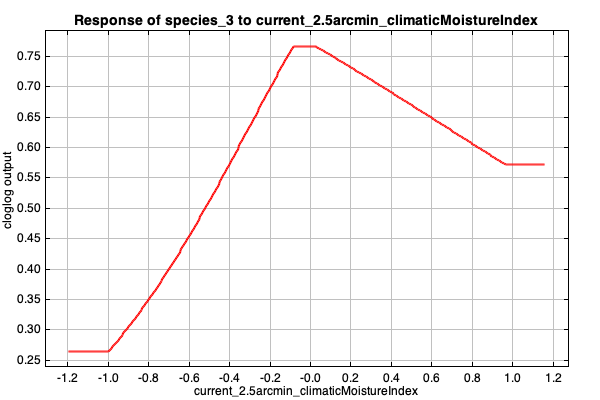 Response of species_3 to current_2.5arcmin_climaticMoistureIndex
cloglog output
0.75
0.70
0.65
0.60
0.55
0.50
0.45
0.40
0.35
0.30
0.25
-1.2 -1.0 -0.8 -0.6 -0.4 -0.2 -0.0 0.2 0.4 0.6 0.8 1.0 1.2
current_2.5arcmin_climaticMoistureIndex